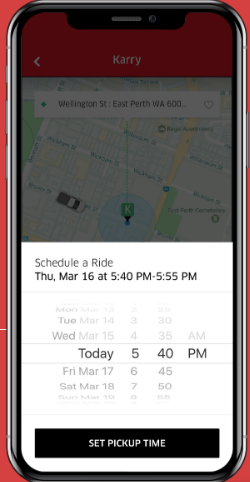 Karry
Wellington St : East Perth WA 600...
Schedule a Ride
Thu, Mar 16 at 5:40 PM-5:55 PM
Mon Mar 13 2 25
Tue Mar 14 3 30
Wed Mar 15 4 35 AM
Today 5 40 PM
Fri Mar 17 6 45
Sat Mar 18 7 50
Sun Mar 19 8 55
SET PICKUP TIME